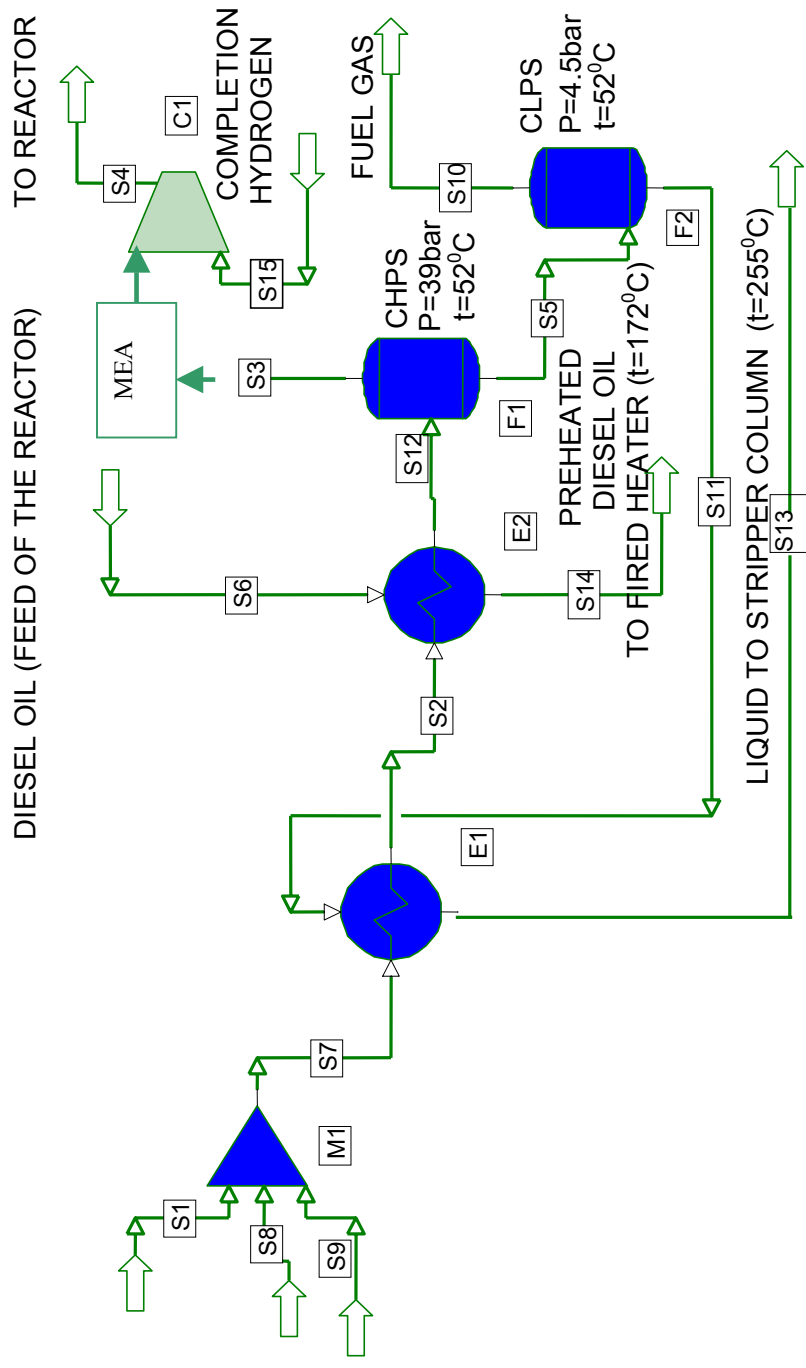 DIESEL OIL (FEED OF THE REACTOR)
TO REACTOR
S4
C1
MEA
COMPLETION
HYDROGEN
S15
S3
FUEL GAS
S10
CHPS
P=39bar
t=52⁰C
CLPS
P=4.5bar
t=52⁰C
S6
S12
F1
S5
F2
E2
PREHEATED
DIESEL OIL
TO FIRED HEATER (t=172⁰C)
S14
S11
S2
E1
S13
LIQUID TO STRIPPER COLUMN (t=255⁰C)
S7
M1
S1
S8
S9